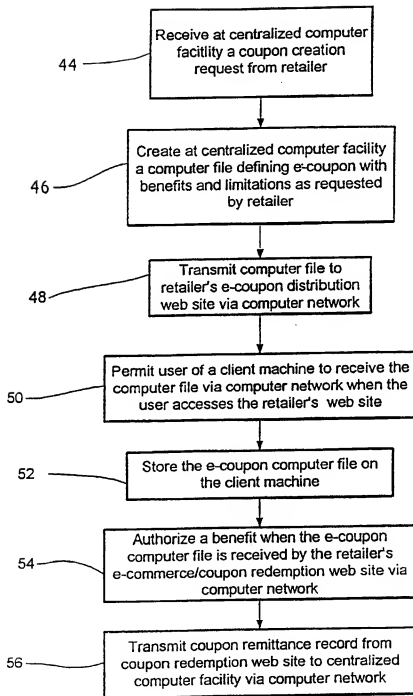 44
Receive at centralized computer
facitlity a coupon creation
request from retailer
46
Create at centralized computer facility
a computer file defining e-coupon with
benefits and limitations as requested
by retailer
48
Transmit computer file to
retailer's e-coupon distribution
web site via computer network
50
Permit user of a client machine to receive the
computer file via computer network when the
user accesses the retailer's web site
52
Store the e-coupon computer file on
the client machine
54
Authorize a benefit when the e-coupon
computer file is received by the retailer's
e-commerce/coupon redemption web site via
computer network
56
Transmit coupon remittance record from
coupon redemption web site to centralized
computer facility via computer network